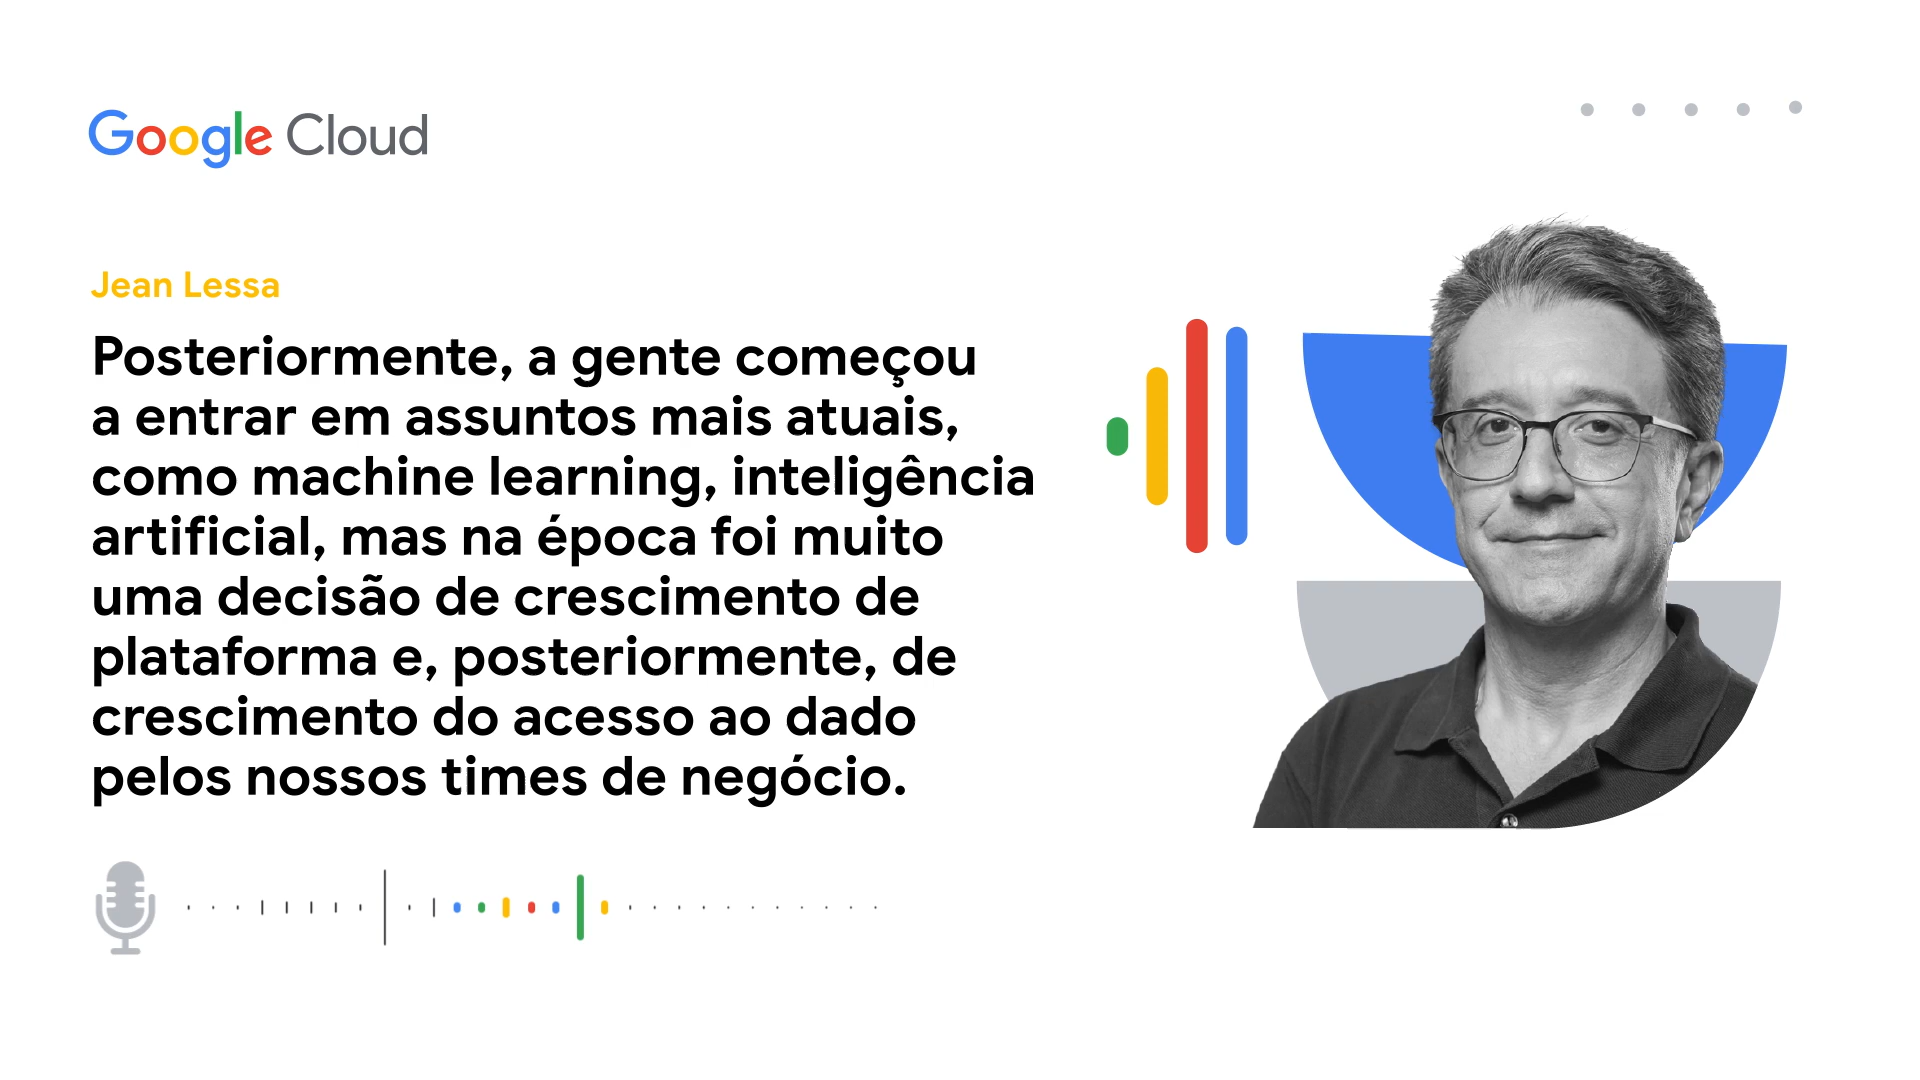 Google Cloud
Jean Lessa
Posteriormente, a gente começou
a entrar em assuntos mais atuais,
como machine learning, inteligência
artificial, mas na época foi muito
uma decisão de crescimento de
plataforma e, posteriormente, de
crescimento do acesso ao dado
pelos nossos times de negócio.